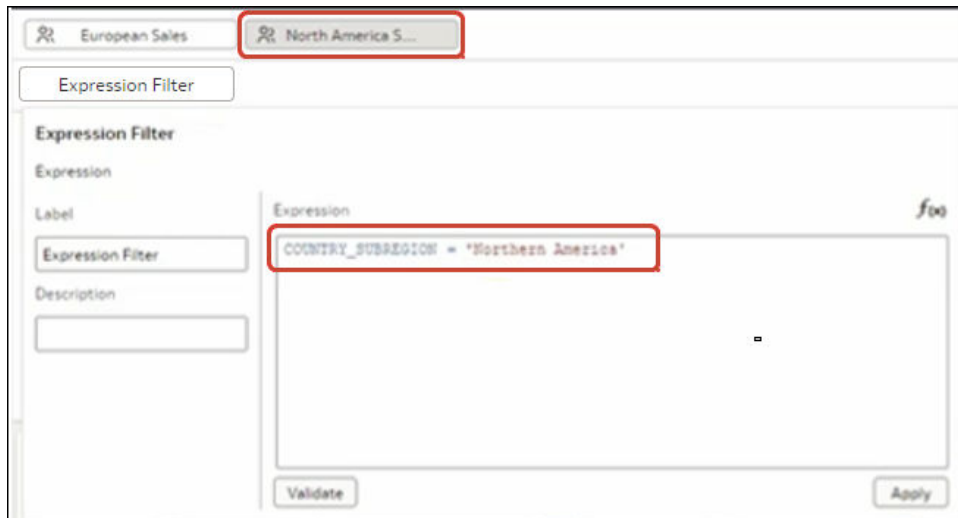 European Sales
North America S...
Expression Filter
Expression Filter
Expression
Label
Expression
f(x)
Expression Filter
COUNTRY_SUBREGION = 'Northern America'
Description
Validate
Apply